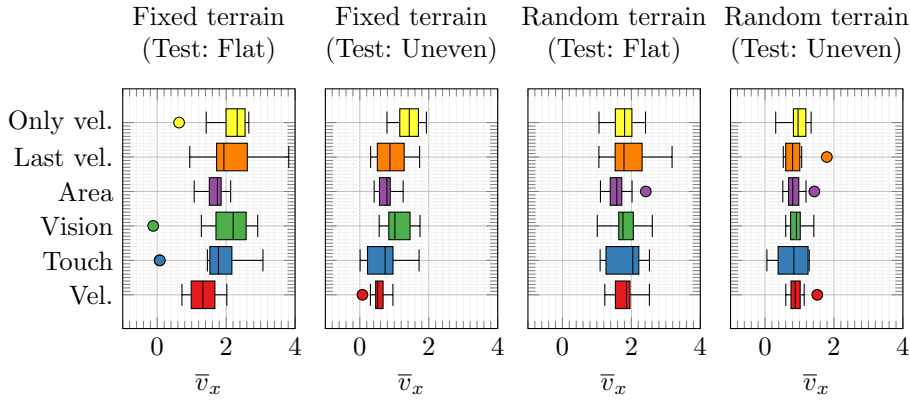 Fixed terrain
(Test: Flat)
Fixed terrain
(Test: Uneven)
Random terrain
(Test: Flat)
Random terrain
(Test: Uneven)
Only vel.
Last vel.
Area
Vision
Touch
Vel.
0 2 4
0 2 4
0 2 4
0 2 4
v̅ₓ
v̅ₓ
v̅ₓ
v̅ₓ